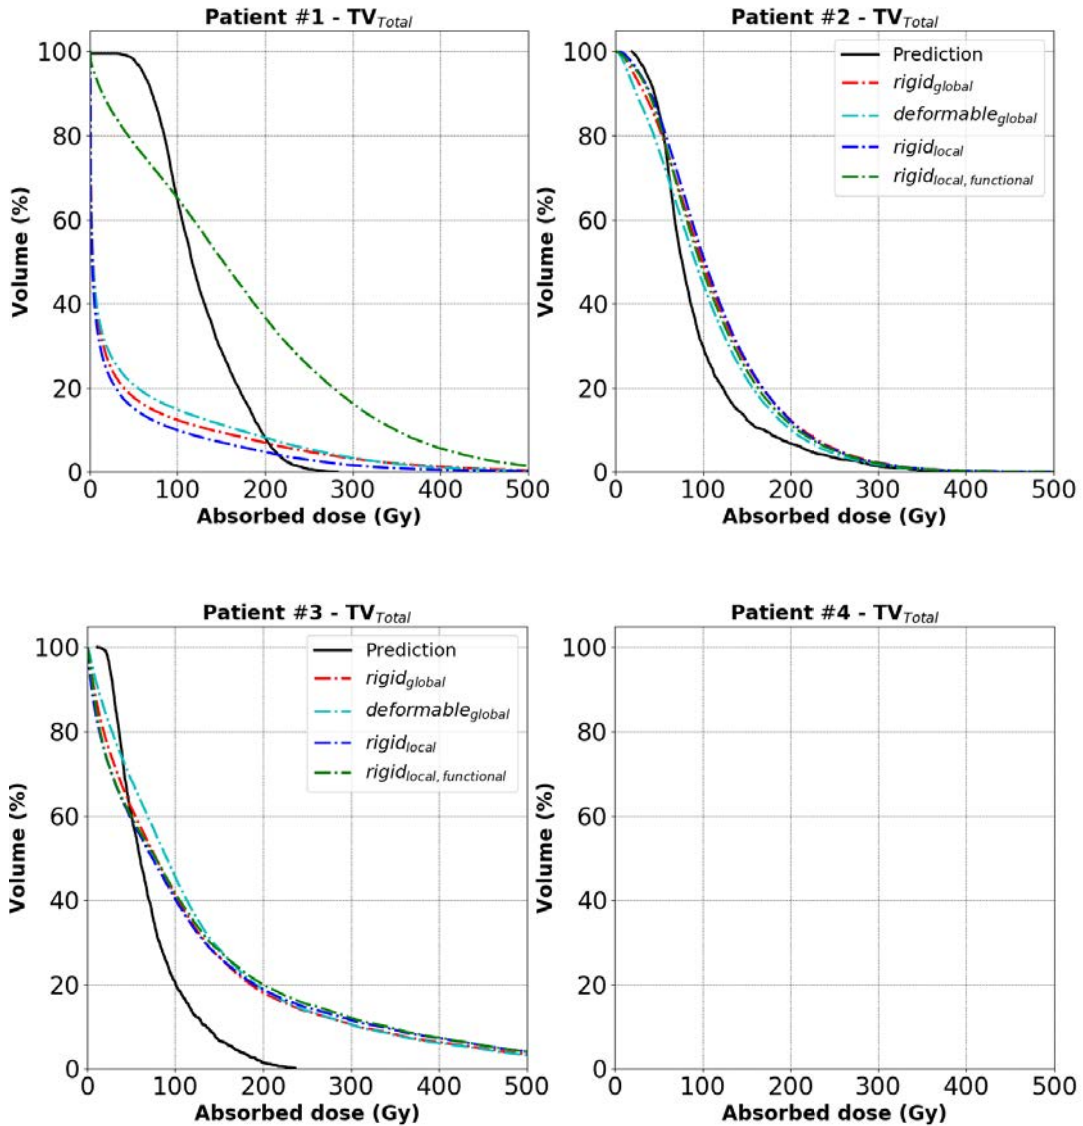 Patient #1 - TV_Total
100
80
60
40
20
0
Volume (%)
0 100 200 300 400 500
Absorbed dose (Gy)
Patient #2 - TV_Total
100
80
60
40
20
0
Volume (%)
Prediction
rigid_global
deformable_global
rigid_local
rigid_local, functional
0 100 200 300 400 500
Absorbed dose (Gy)
Patient #3 - TV_Total
100
80
60
40
20
0
Volume (%)
Prediction
rigid_global
deformable_global
rigid_local
rigid_local, functional
0 100 200 300 400 500
Absorbed dose (Gy)
Patient #4 - TV_Total
100
80
60
40
20
0
Volume (%)
0 100 200 300 400 500
Absorbed dose (Gy)